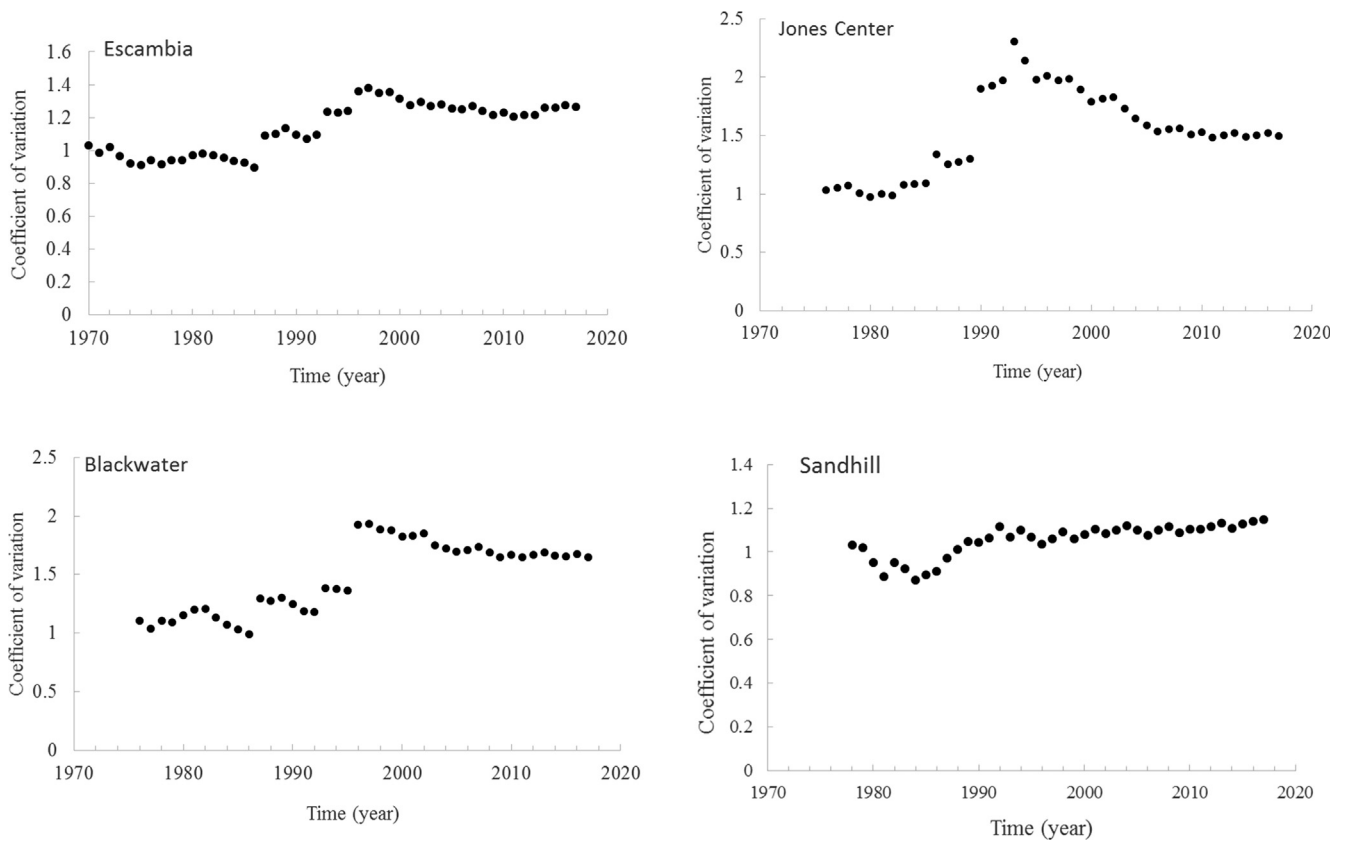 Escambia
Coefficient of variation
1.6
1.4
1.2
1
0.8
0.6
0.4
0.2
0
1970 1980 1990 2000 2010 2020
Time (year)
Jones Center
Coefficient of variation
2.5
2
1.5
1
0.5
0
1970 1980 1990 2000 2010 2020
Time (year)
Blackwater
Coefficient of variation
2.5
2
1.5
1
0.5
0
1970 1980 1990 2000 2010 2020
Time (year)
Sandhill
Coefficient of variation
1.4
1.2
1
0.8
0.6
0.4
0.2
0
1970 1980 1990 2000 2010 2020
Time (year)